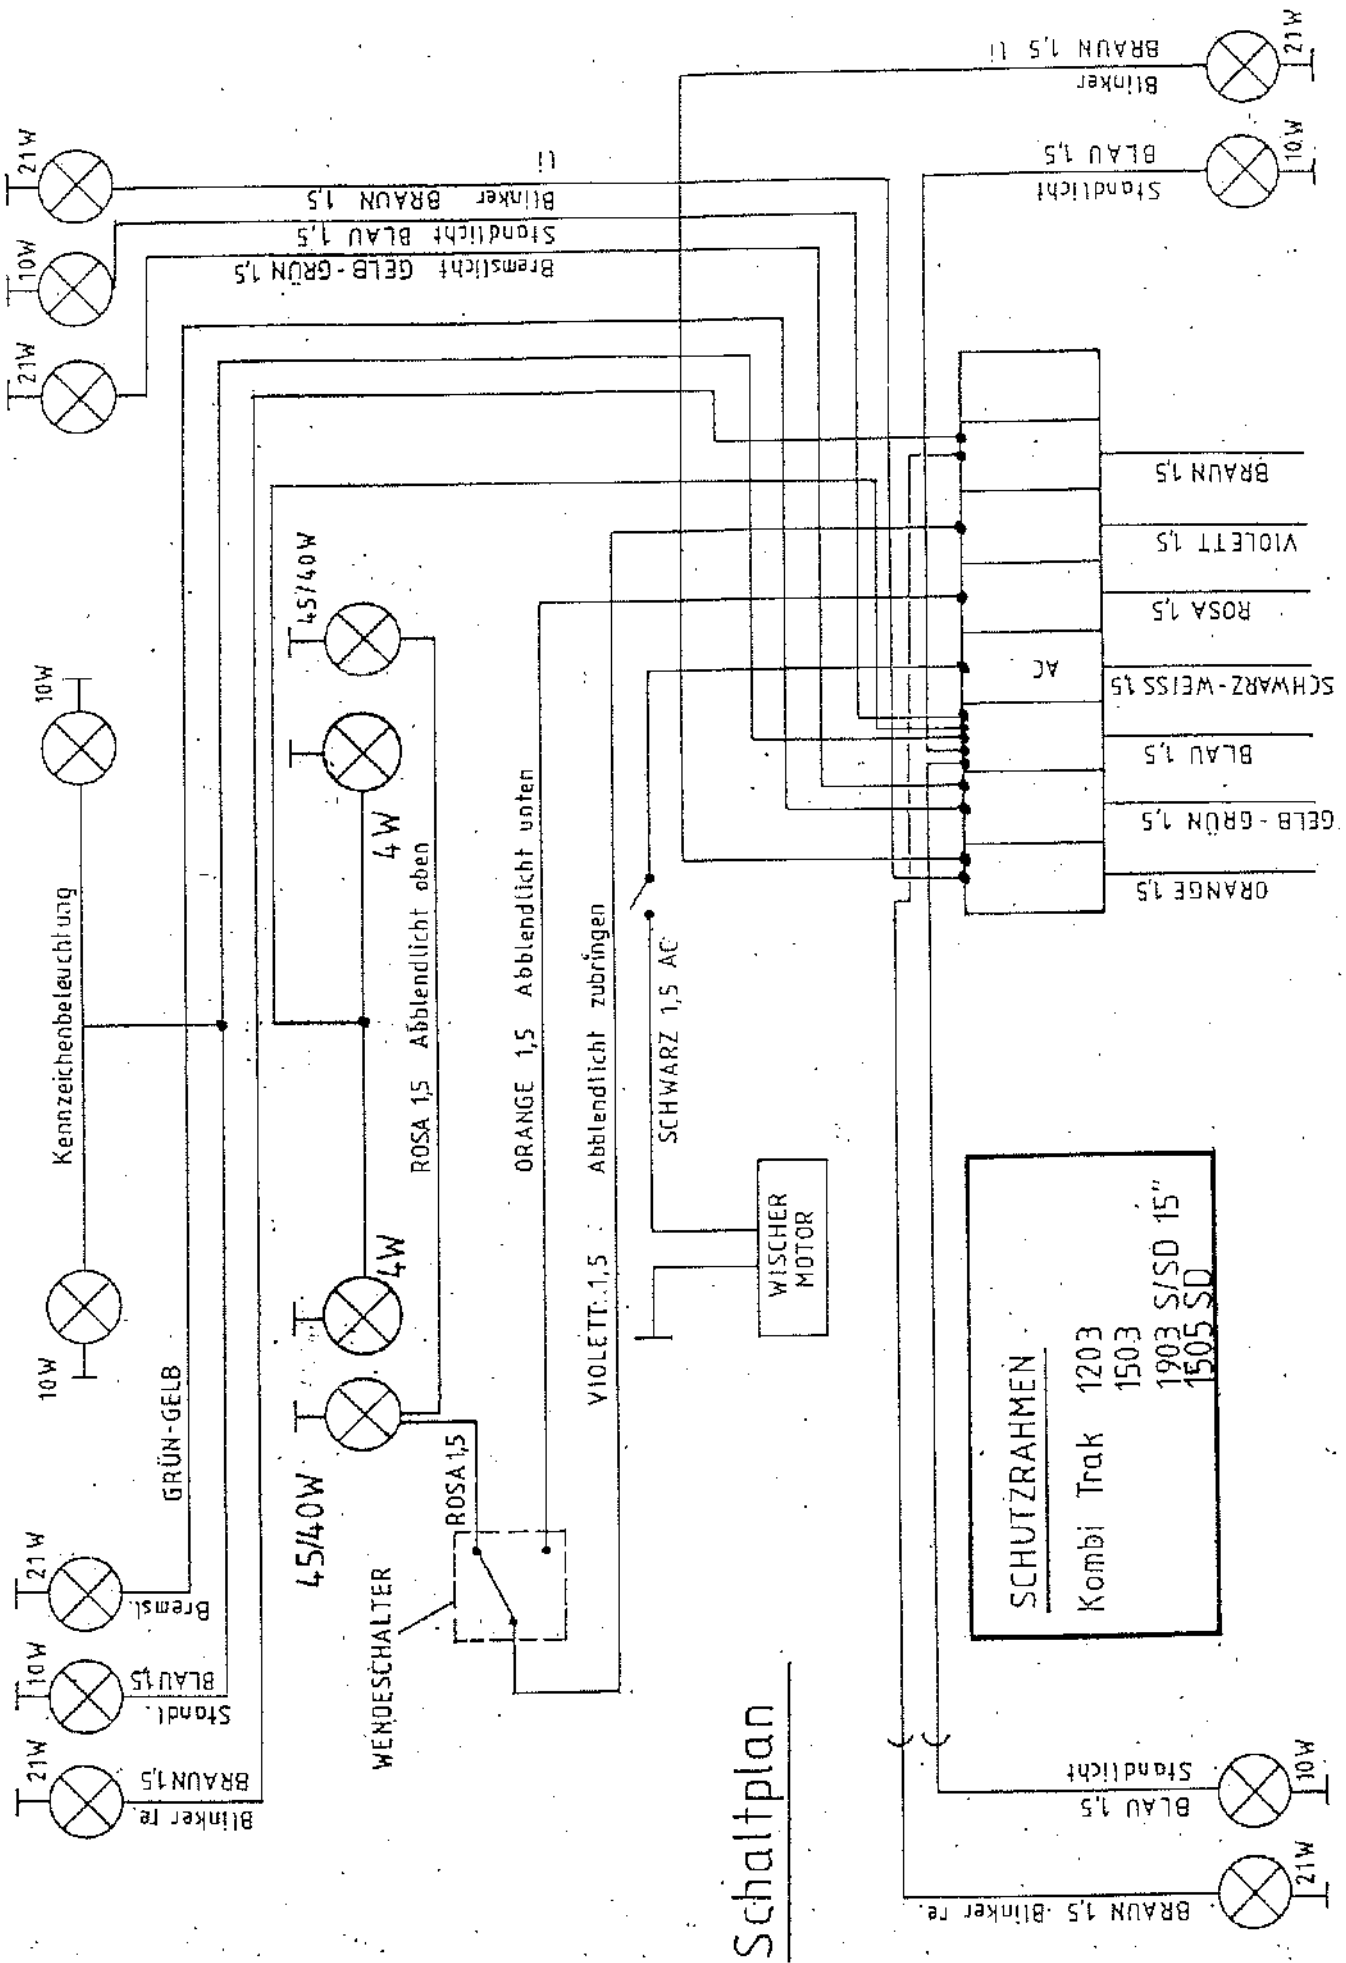 21W
Blinker re.
BRAUN 1,5
10W
Standl.
BLAU 1,5
21W
Bremsl.
GRÜN-GELB
10W
Kennzeichenbeleuchtung
10W
21W
10W
21W
Blinker BRAUN 1,5
li
Standlicht BLAU 1,5
Bremslicht GELB-GRÜN 1,5
45/40W
4W
4W
45/40W
ROSA 1,5 Abblendlicht oben
ROSA 1,5
WENDESCHALTER
ORANGE 1,5 Abblendlicht unten
VIOLETT 1,5 Abblendlicht zubringen
SCHWARZ 1,5 AC
WISCHER
MOTOR
Blinker
BRAUN 1,5 li
21W
Standlicht
BLAU 1,5
10W
AC
BRAUN 1,5
VIOLETT 1,5
ROSA 1,5
SCHWARZ-WEISS 1,5
BLAU 1,5
GELB-GRÜN 1,5
ORANGE 1,5
Schaltplan
SCHUTZRAHMEN
Kombi Trak 1203
1503
1903 S/SD 15"
1505 SD
Standlicht
BLAU 1,5
10W
BRAUN 1,5 Blinker re.
21W